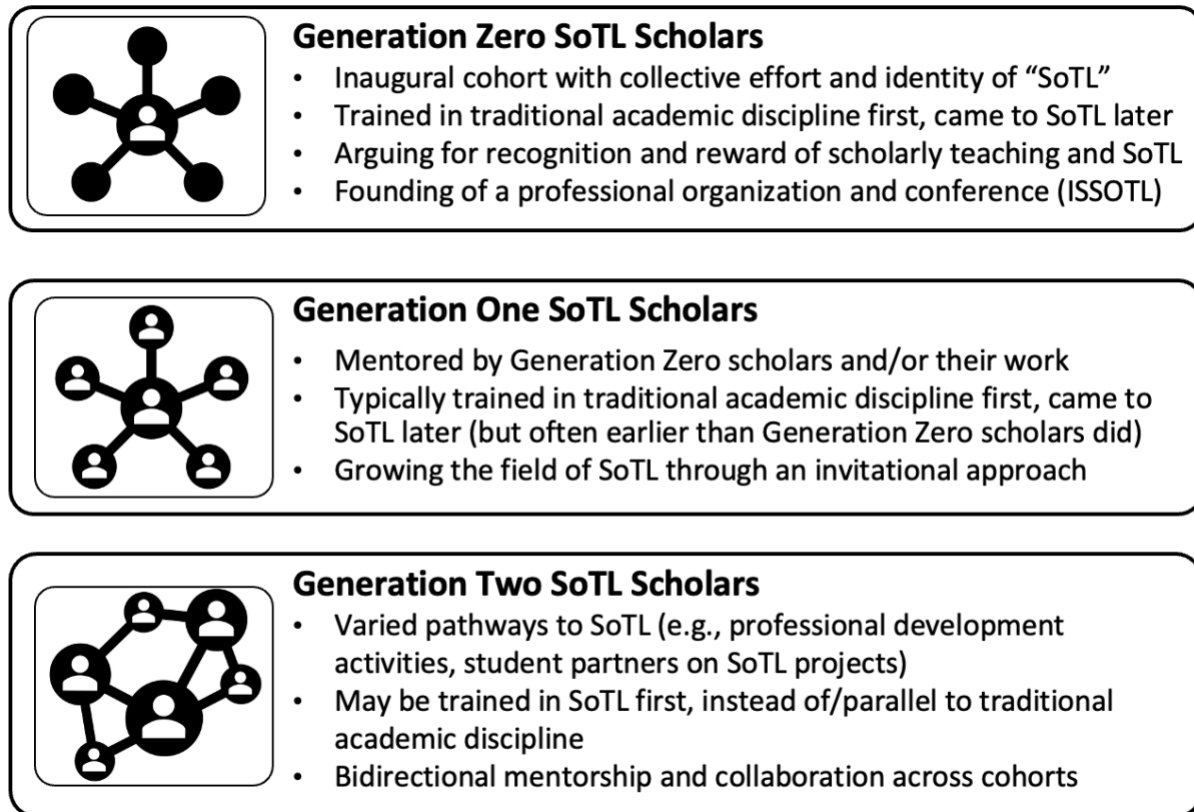 Generation Zero SoTL Scholars
• Inaugural cohort with collective effort and identity of “SoTL”
• Trained in traditional academic discipline first, came to SoTL later
• Arguing for recognition and reward of scholarly teaching and SoTL
• Founding of a professional organization and conference (ISSOTL)
Generation One SoTL Scholars
• Mentored by Generation Zero scholars and/or their work
• Typically trained in traditional academic discipline first, came to
SoTL later (but often earlier than Generation Zero scholars did)
• Growing the field of SoTL through an invitational approach
Generation Two SoTL Scholars
• Varied pathways to SoTL (e.g., professional development
activities, student partners on SoTL projects)
• May be trained in SoTL first, instead of/parallel to traditional
academic discipline
• Bidirectional mentorship and collaboration across cohorts